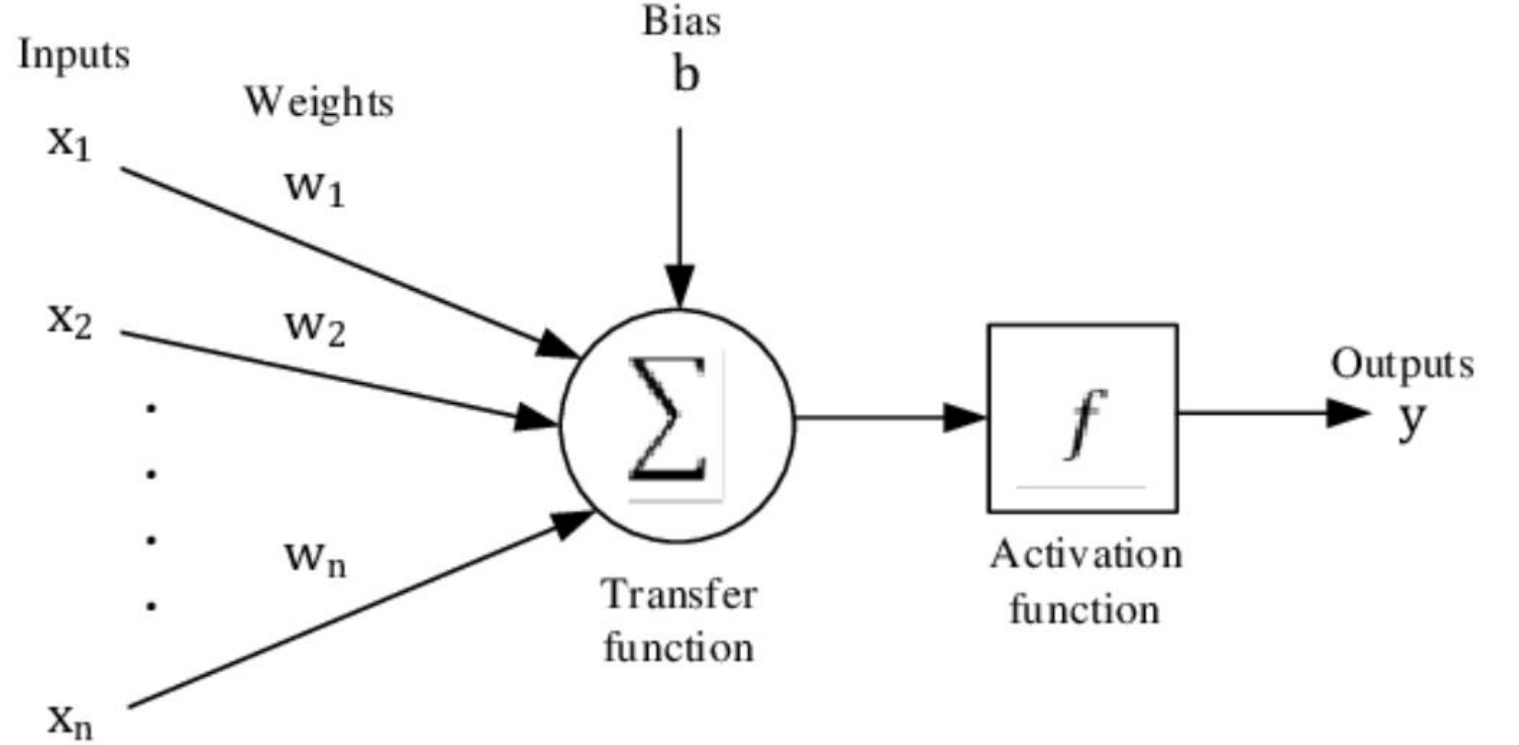 Inputs
Weights
Bias
b
x₁
w₁
x₂
w₂
wₙ
xₙ
Σ
Transfer
function
f
Activation
function
Outputs
y